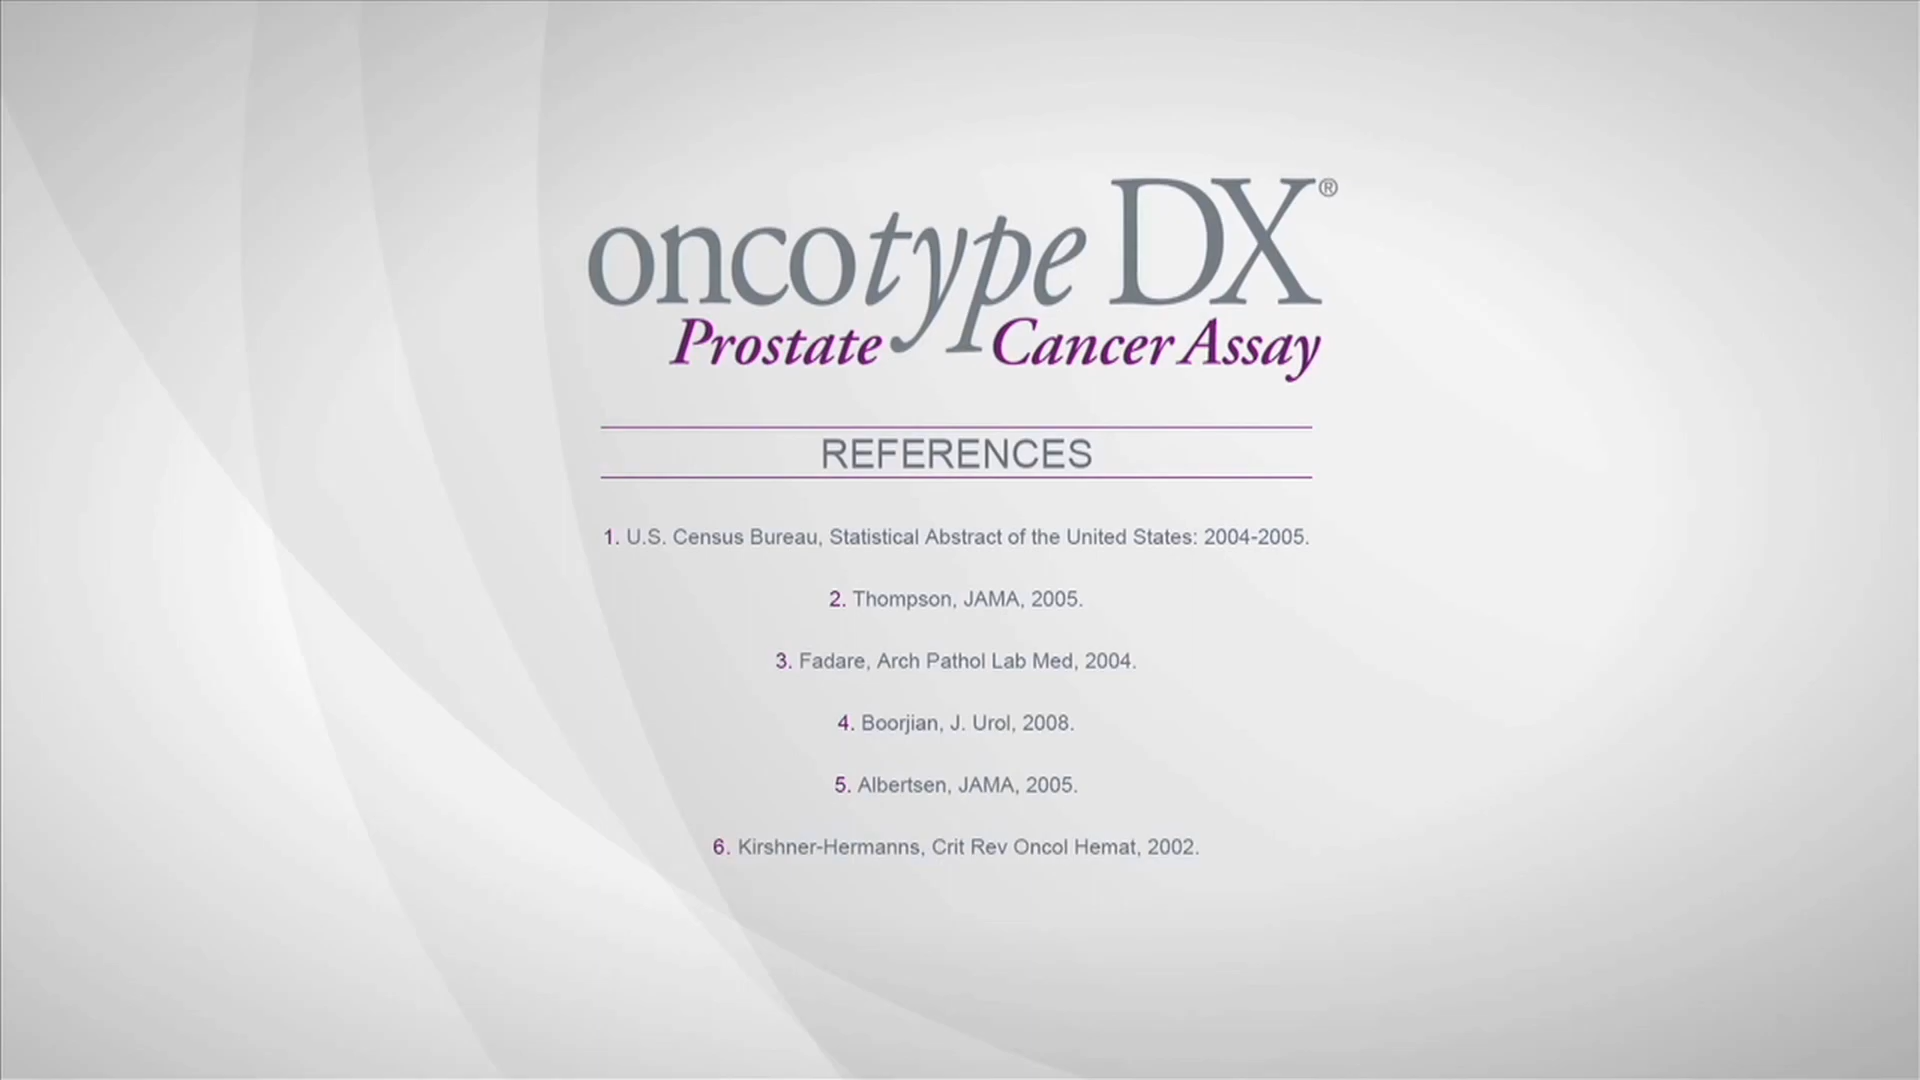 oncotype DX®
Prostate Cancer Assay
REFERENCES
1. U.S. Census Bureau, Statistical Abstract of the United States: 2004-2005.
2. Thompson, JAMA, 2005.
3. Fadare, Arch Pathol Lab Med, 2004.
4. Boorjian, J. Urol, 2008.
5. Albertsen, JAMA, 2005.
6. Kirshner-Hermanns, Crit Rev Oncol Hemat, 2002.